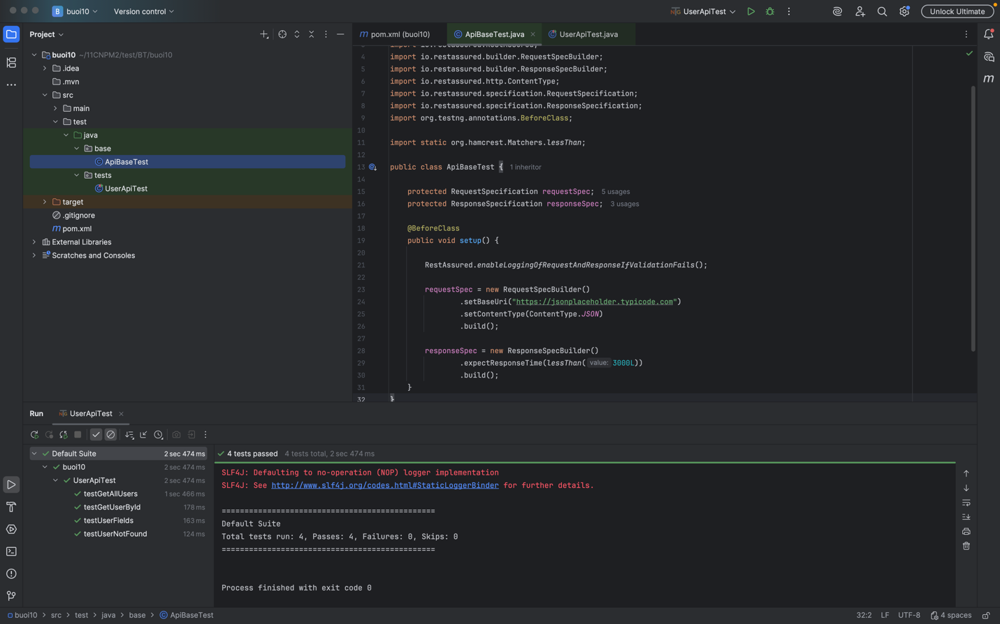 B buoi10 Version control UserApiTest Unlock Ultimate
Project
pom.xml (buoi10) ApiBaseTest.java UserApiTest.java
buoi10 ~/11CNPM2/test/BT/buoi10
.idea
.mvn
src
main
test
java
base
ApiBaseTest
tests
UserApiTest
target
.gitignore
pom.xml
External Libraries
Scratches and Consoles
4 import io.restassured.builder.RequestSpecBuilder;
5 import io.restassured.builder.ResponseSpecBuilder;
6 import io.restassured.http.ContentType;
7 import io.restassured.specification.RequestSpecification;
8 import io.restassured.specification.ResponseSpecification;
9 import org.testng.annotations.BeforeClass;
10
11 import static org.hamcrest.Matchers.lessThan;
12
13 public class ApiBaseTest { 1 inheritor
14
15 protected RequestSpecification requestSpec; 5 usages
16 protected ResponseSpecification responseSpec; 3 usages
17
18 @BeforeClass
19 public void setup() {
20
21 RestAssured.enableLoggingOfRequestAndResponseIfValidationFails();
22
23 requestSpec = new RequestSpecBuilder()
24 .setBaseUri("https://jsonplaceholder.typicode.com")
25 .setContentType(ContentType.JSON)
26 .build();
27
28 responseSpec = new ResponseSpecBuilder()
29 .expectResponseTime(lessThan( value: 3000L))
30 .build();
31 }
32 }
Run UserApiTest
Default Suite 2 sec 474 ms
buoi10 2 sec 474 ms
UserApiTest 2 sec 474 ms
testGetAllUsers 1 sec 466 ms
testGetUserById 178 ms
testUserFields 163 ms
testUserNotFound 124 ms
4 tests passed 4 tests total, 2 sec 474 ms
SLF4J: Defaulting to no-operation (NOP) logger implementation
SLF4J: See http://www.slf4j.org/codes.html#StaticLoggerBinder for further details.
===============================================
Default Suite
Total tests run: 4, Passes: 4, Failures: 0, Skips: 0
===============================================
Process finished with exit code 0
buoi10 > src > test > java > base > ApiBaseTest 32:2 LF UTF-8 4 spaces